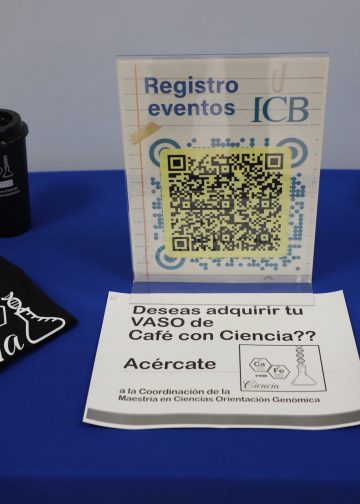 Registro
eventos ICB
Deseas adquirir tu
VASO de
Café con Ciencia??
Acércate
Ca Fe
con
Ciencia
a la Coordinación de la
Maestría en Ciencias Orientación Genómica